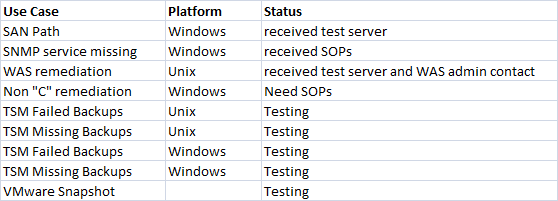 Use Case Platform Status
SAN Path Windows received test server
SNMP service missing Windows received SOPs
WAS remediation Unix received test server and WAS admin contact
Non "C" remediation Windows Need SOPs
TSM Failed Backups Unix Testing
TSM Missing Backups Unix Testing
TSM Failed Backups Windows Testing
TSM Missing Backups Windows Testing
VMware Snapshot Testing